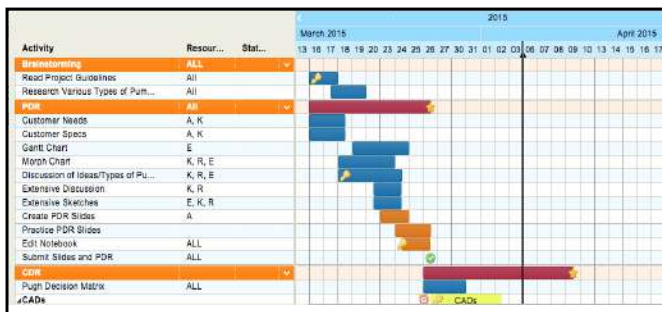 2015
March 2015 April 2015
Activity Resour... Stat... 13 16 17 18 19 20 23 24 25 26 27 30 31 01 02 03 06 07 08 09 10 13 14 15 16 17
Brainstorming ALL
Read Project Guidelines All
Research Various Types of Pum... All
PDR All
Customer Needs A, K
Customer Specs A, K
Gantt Chart E
Morph Chart K, R, E
Discussion of Ideas/Types of Pu... K, R, E
Extensive Discussion K, R
Extensive Sketches E, K, R
Create PDR Slides A
Practice PDR Slides
Edit Notebook ALL
Submit Slides and PDR ALL
CDR
Pugh Decision Matrix ALL
CADs CADs